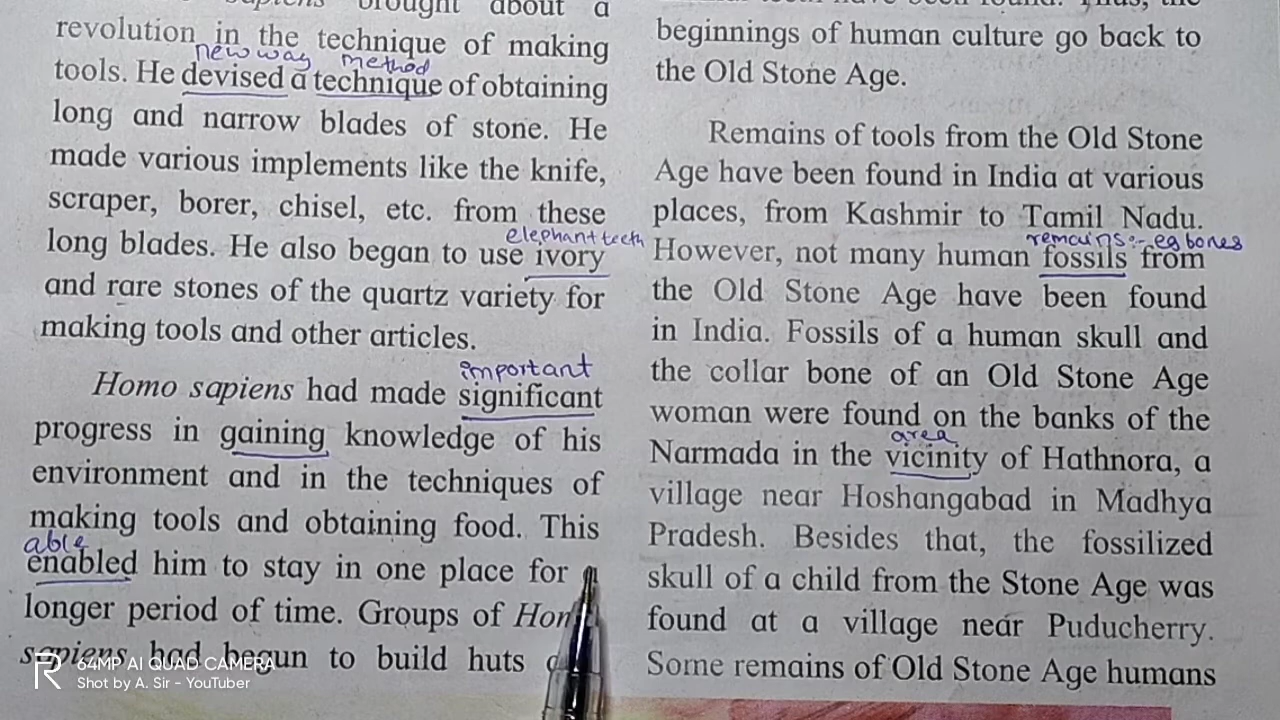 sapiens brought about a
revolution in the technique of making
new way method
tools. He devised a technique of obtaining
long and narrow blades of stone. He
made various implements like the knife,
scraper, borer, chisel, etc. from these
elephant teeth
long blades. He also began to use ivory
and rare stones of the quartz variety for
making tools and other articles.
important
Homo sapiens had made significant
progress in gaining knowledge of his
environment and in the techniques of
making tools and obtaining food. This
able
enabled him to stay in one place for
longer period of time. Groups of
sapiens had begun to build huts
beginnings of human culture go back to
the Old Stone Age.
Remains of tools from the Old Stone
Age have been found in India at various
places, from Kashmir to Tamil Nadu.
remains:- eg bones
However, not many human fossils from
the Old Stone Age have been found
in India. Fossils of a human skull and
the collar bone of an Old Stone Age
woman were found on the banks of the
area
Narmada in the vicinity of Hathnora, a
village near Hoshangabad in Madhya
Pradesh. Besides that, the fossilized
skull of a child from the Stone Age was
found at a village near Puducherry.
Some remains of Old Stone Age humans
R
64MP AI QUAD CAMERA
Shot by A. Sir - YouTuber